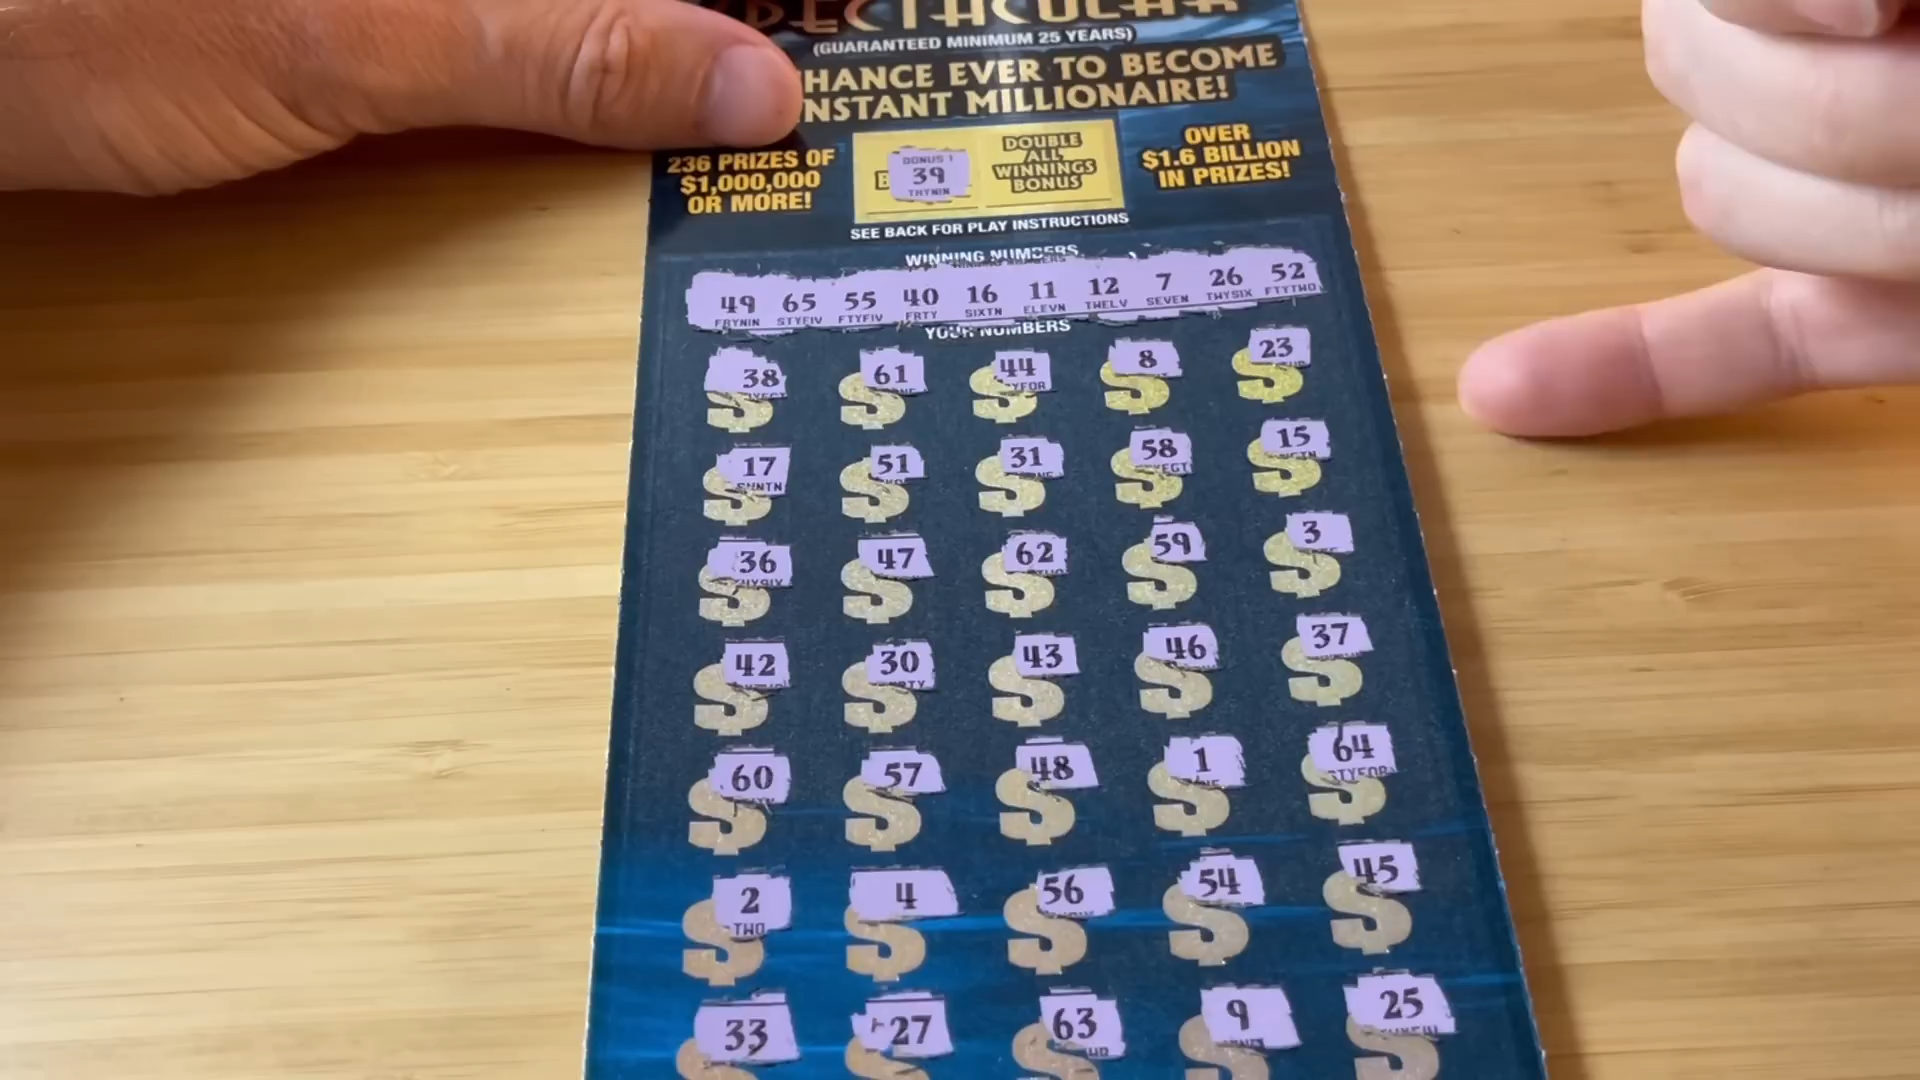 (GUARANTEED MINIMUM 25 YEARS)
HANCE EVER TO BECOME
NSTANT MILLIONAIRE!
236 PRIZES OF
$1,000,000
OR MORE!
BONUS 1
39
THYNIN
DOUBLE
ALL
WINNINGS
BONUS
OVER
$1.6 BILLION
IN PRIZES!
SEE BACK FOR PLAY INSTRUCTIONS
WINNING NUMBERS
49 65 55 40 16 11 12 7 26 52
FRYNIN STYFIV FTYFIV FRTY SIXTN ELEVN TWELV SEVEN TWYSIX FTYTWO
YOUR NUMBERS
38 61 44 8 23
17 51 31 58 15
36 47 62 59 3
42 30 43 46 37
60 57 48 1 64
STYFOR
2 4 56 54 45
TWO
33 27 63 9 25